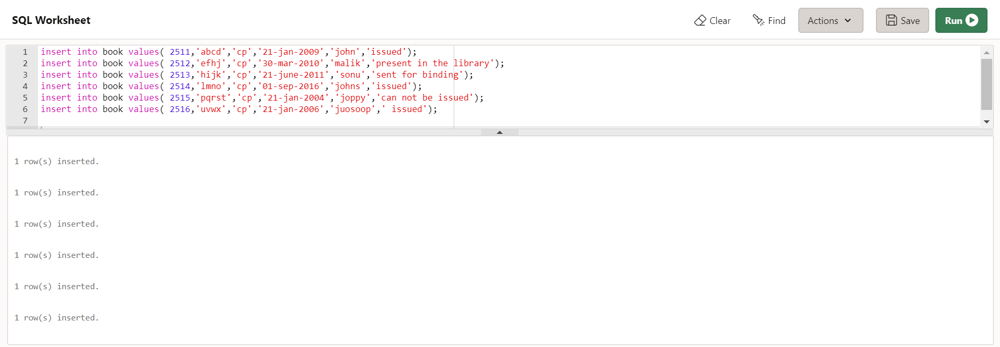 SQL Worksheet Clear Find Actions Save Run
1 insert into book values( 2511,'abcd','cp','21-jan-2009','john','issued');
2 insert into book values( 2512,'efhj','cp','30-mar-2010','malik','present in the library');
3 insert into book values( 2513,'hijk','cp','21-june-2011','sonu','sent for binding');
4 insert into book values( 2514,'lmno','cp','01-sep-2016','johns','issued');
5 insert into book values( 2515,'pqrst','cp','21-jan-2004','joppy','can not be issued');
6 insert into book values( 2516,'uvwx','cp','21-jan-2006','juosoop',' issued');
7
1 row(s) inserted.
1 row(s) inserted.
1 row(s) inserted.
1 row(s) inserted.
1 row(s) inserted.
1 row(s) inserted.